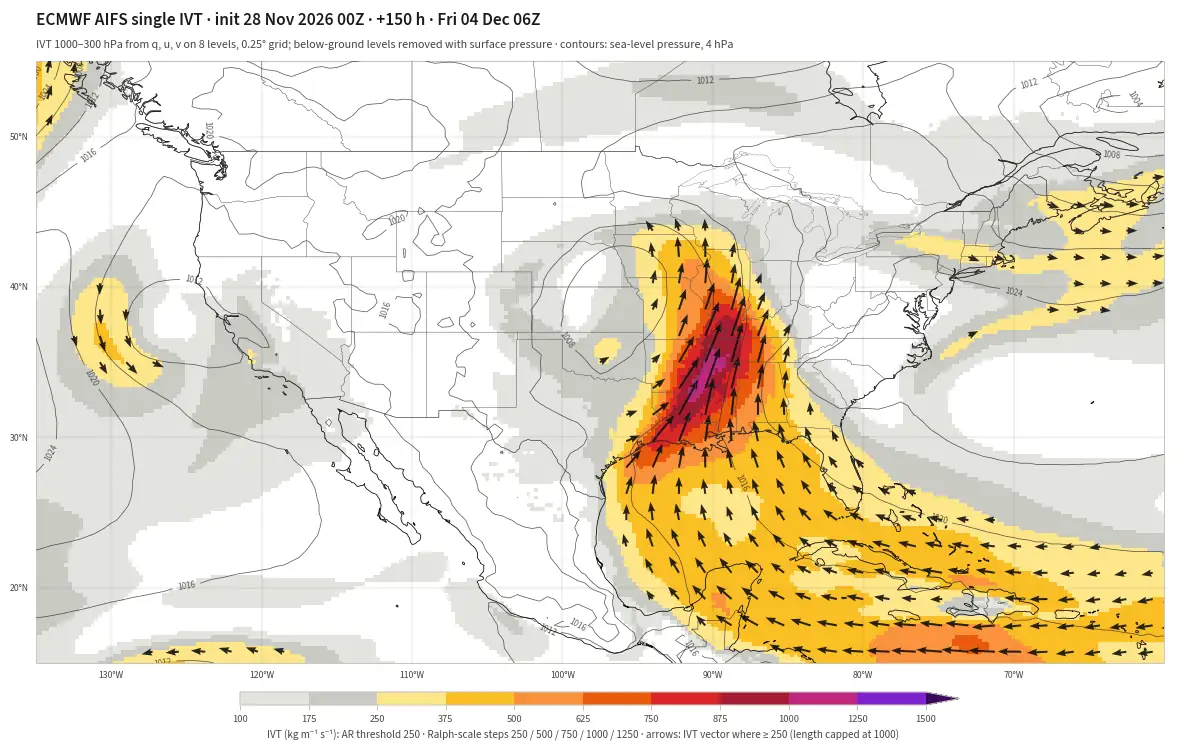 ECMWF AIFS single IVT · init 28 Nov 2026 00Z · +150 h · Fri 04 Dec 06Z
IVT 1000–300 hPa from q, u, v on 8 levels, 0.25° grid; below-ground levels removed with surface pressure · contours: sea-level pressure, 4 hPa
1012
1012
1004
1012
1020
50°N
1016
1008
1020
1012
40°N
1024
1016
1008
1020
30°N
1024
1016
1020
20°N
1016
1012
1016
1016
1012
130°W
120°W
110°W
100°W
90°W
80°W
70°W
100
175
250
375
500
625
750
875
1000
1250
1500
IVT (kg m⁻¹ s⁻¹): AR threshold 250 · Ralph-scale steps 250 / 500 / 750 / 1000 / 1250 · arrows: IVT vector where ≥ 250 (length capped at 1000)